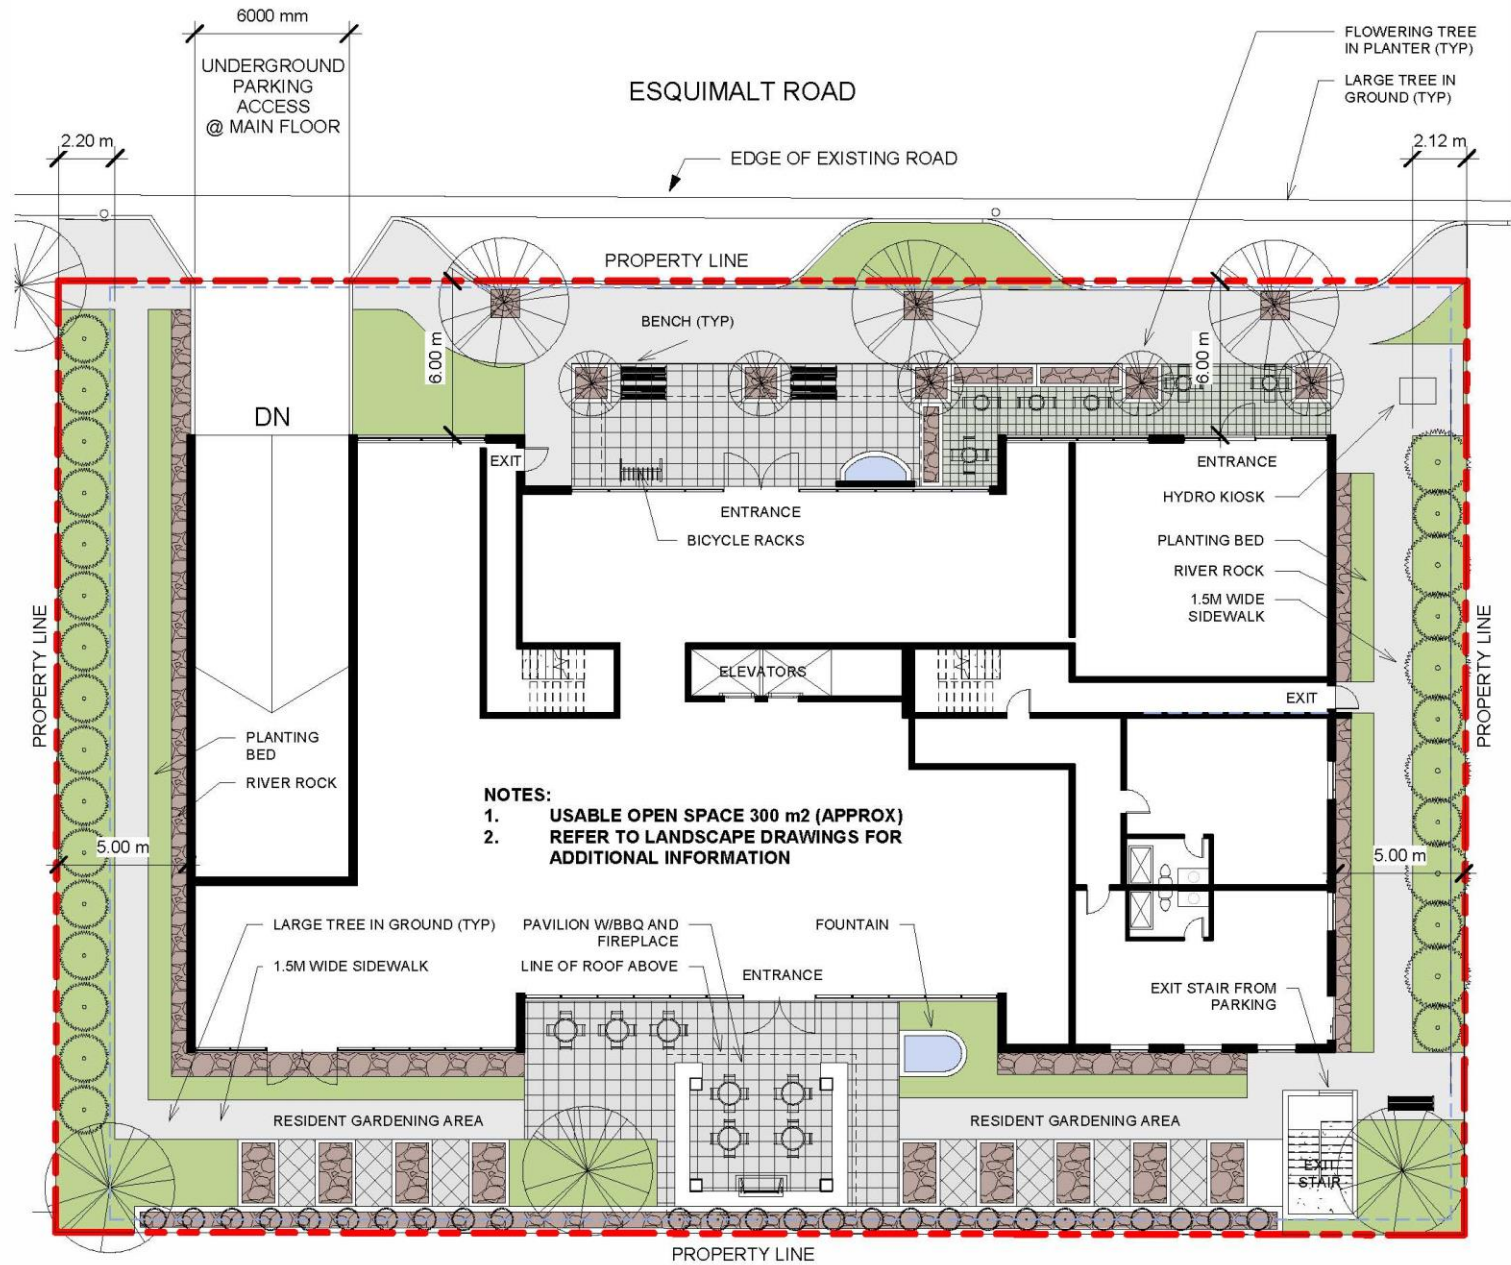 6000 mm
UNDERGROUND
PARKING
ACCESS
@ MAIN FLOOR
ESQUIMALT ROAD
FLOWERING TREE
IN PLANTER (TYP)
LARGE TREE IN
GROUND (TYP)
2.20 m
EDGE OF EXISTING ROAD
2.12 m
PROPERTY LINE
BENCH (TYP)
6.00 m
6.00 m
DN
EXIT
ENTRANCE
ENTRANCE
HYDRO KIOSK
BICYCLE RACKS
PLANTING BED
RIVER ROCK
1.5M WIDE
SIDEWALK
PROPERTY LINE
PROPERTY LINE
ELEVATORS
EXIT
PLANTING
BED
RIVER ROCK
NOTES:
1. USABLE OPEN SPACE 300 m2 (APPROX)
2. REFER TO LANDSCAPE DRAWINGS FOR
ADDITIONAL INFORMATION
5.00 m
5.00 m
LARGE TREE IN GROUND (TYP)
PAVILION W/BBQ AND
FIREPLACE
FOUNTAIN
1.5M WIDE SIDEWALK
LINE OF ROOF ABOVE
ENTRANCE
EXIT STAIR FROM
PARKING
RESIDENT GARDENING AREA
RESIDENT GARDENING AREA
EXIT
STAIR
PROPERTY LINE